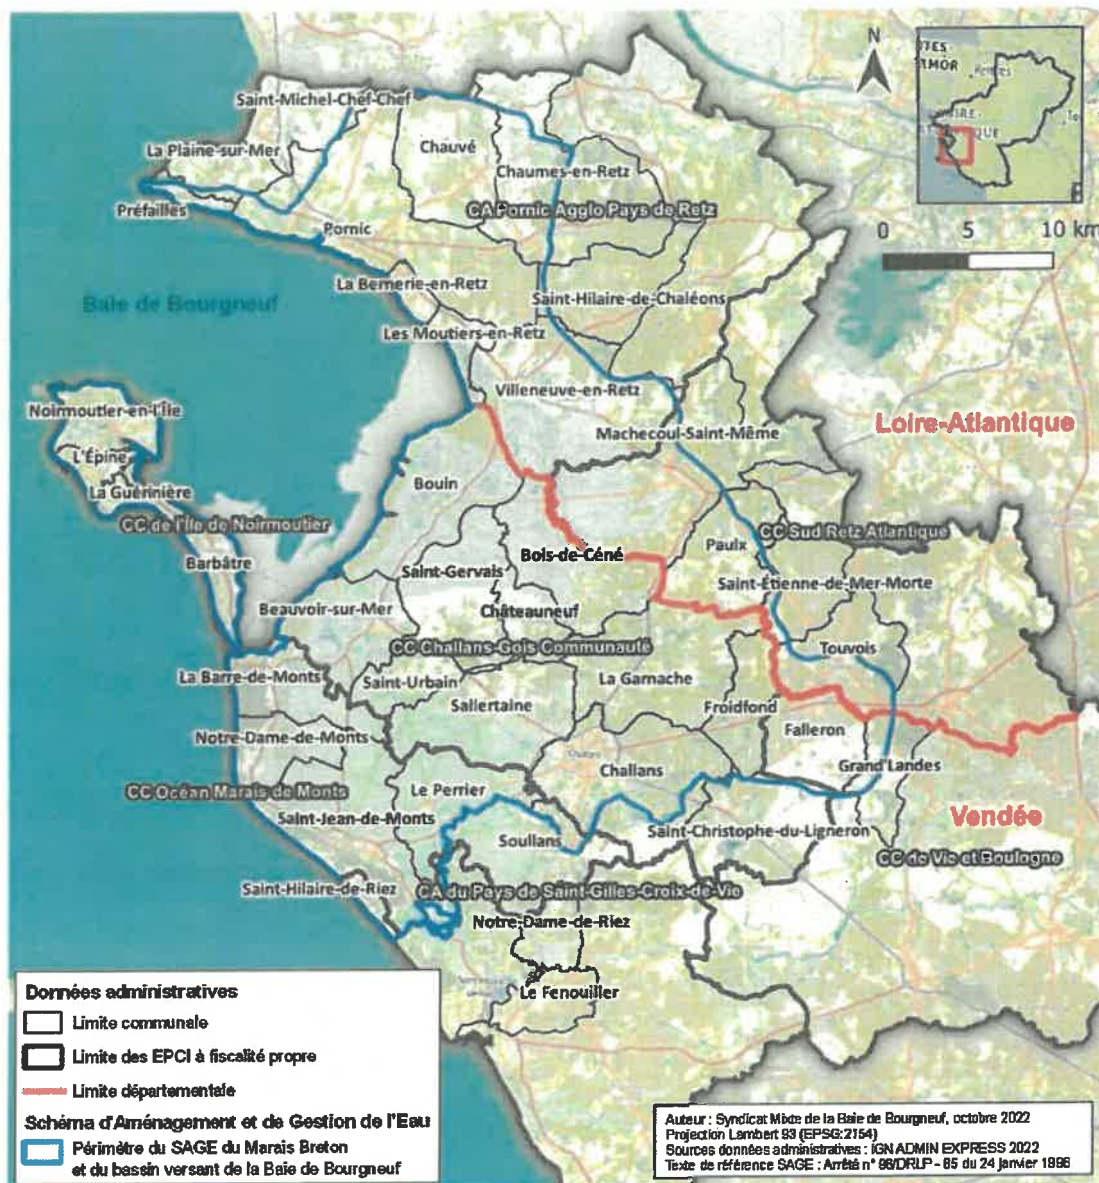 N
TES
RMOR
Rennes
OIRE-
QUE
To
0 5 10 km
Saint-Michel-Chef-Chef
La Plaine-sur-Mer
Chauvé
Chaumes-en-Retz
Préfailles
CA Pornic Agglo Pays de Retz
Pornic
La Bernerie-en-Retz
Baie de Bourgneuf
Saint-Hilaire-de-Chaléons
Les Moutiers-en-Retz
Villeneuve-en-Retz
Noirmoutier-en-l'Île
Loire-Atlantique
Machecoul-Saint-Même
L'Épine
Bouin
La Guérinière
CC de l'Île de Noirmoutier
CC Sud Retz Atlantique
Paulx
Bois-de-Céné
Barbâtre
Saint-Gervais
Saint-Étienne-de-Mer-Morte
Beauvoir-sur-Mer
Châteauneuf
CC Challans-Gois Communauté
Touvois
La Barre-de-Monts
Saint-Urbain
La Garnache
Sallertaine
Froidfond
Falleron
Notre-Dame-de-Monts
Challans
Grand'Landes
CC Océan Marais de Monts
Le Perrier
Saint-Jean-de-Monts
Vendée
Soullans
Saint-Christophe-du-Ligneron
CC de Vie et Boulogne
Saint-Hilaire-de-Riez
CA du Pays de Saint-Gilles-Croix-de-Vie
Notre-Dame-de-Riez
Le Fenouiller
Données administratives
Limite communale
Limite des EPCI à fiscalité propre
Limite départementale
Schéma d'Aménagement et de Gestion de l'Eau
Périmètre du SAGE du Marais Breton
et du bassin versant de la Baie de Bourgneuf
Auteur : Syndicat Mixte de la Baie de Bourgneuf, octobre 2022
Projection Lambert 93 (EPSG:2154)
Sources données administratives : IGN ADMIN EXPRESS 2022
Texte de référence SAGE : Arrêté n° 96/DRLP - 85 du 24 janvier 1996